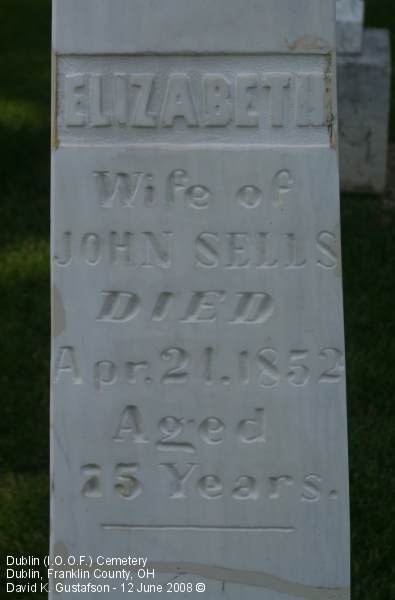 ELIZABETH
Wife of
JOHN SELLS
DIED
Apr. 21. 1852
Aged
75 Years.
Dublin (I.O.O.F.) Cemetery
Dublin, Franklin County, OH
David K. Gustafson - 12 June 2008 ©